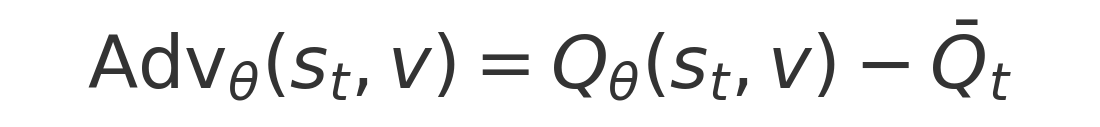 Adv_θ(s_t, v) = Q_θ(s_t, v) − Q̄_t